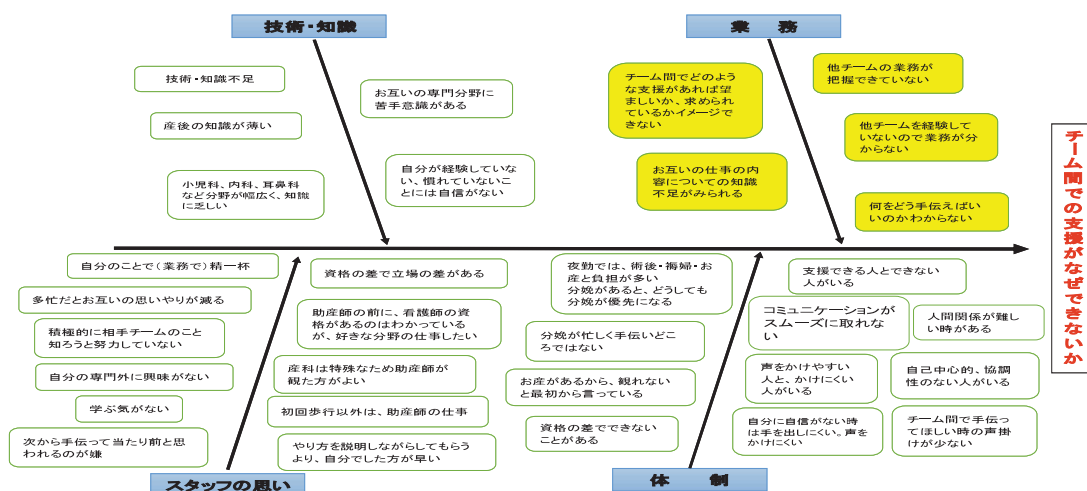 技術・知識
技術・知識不足
産後の知識が薄い
小児科、内科、耳鼻科
など分野が幅広く、知識
に乏しい
お互いの専門分野に
苦手意識がある
自分が経験していな
い、慣れていないこ
とには自信がない
業 務
チーム間でどのよう
な支援があれば望
ましいか、求められ
ているかイメージで
きない
お互いの仕事の内
容についての知識
不足がみられる
他チームの業務が
把握できていない
他チームを経験して
いないので業務が分
からない
何をどう手伝えばい
いのかわからない
チーム間での支援がなぜできないか
自分のことで(業務で)精一杯
多忙だとお互いの思いやりが減る
積極的に相手チームのこと
知ろうと努力していない
自分の専門外に興味がない
学ぶ気がない
次から手伝って当たり前と思
われるのが嫌
資格の差で立場の差がある
助産師の前に、看護師の資
格があるのはわかっている
が、好きな分野の仕事したい
産科は特殊なため助産師が
観た方がよい
初回歩行以外は、助産師の仕事
やり方を説明しながらしてもらう
より、自分でした方が早い
スタッフの思い
夜勤では、術後・褥婦・お
産と負担が多い
分娩があると、どうしても
分娩が優先になる
分娩が忙しく手伝いどこ
ろではない
お産があるから、観れない
と最初から言っている
資格の差でできない
ことがある
支援できる人とできない
人がいる
コミュニケーションが
スムーズに取れな
い
声をかけやすい
人と、かけにくい
人がいる
自分に自信がない時
は手を出しにくい。声を
かけにくい
人間関係が難し
い時がある
自己中心的、協調
性のない人がいる
チーム間で手伝
ってほしい時の声掛
けが少ない
体 制